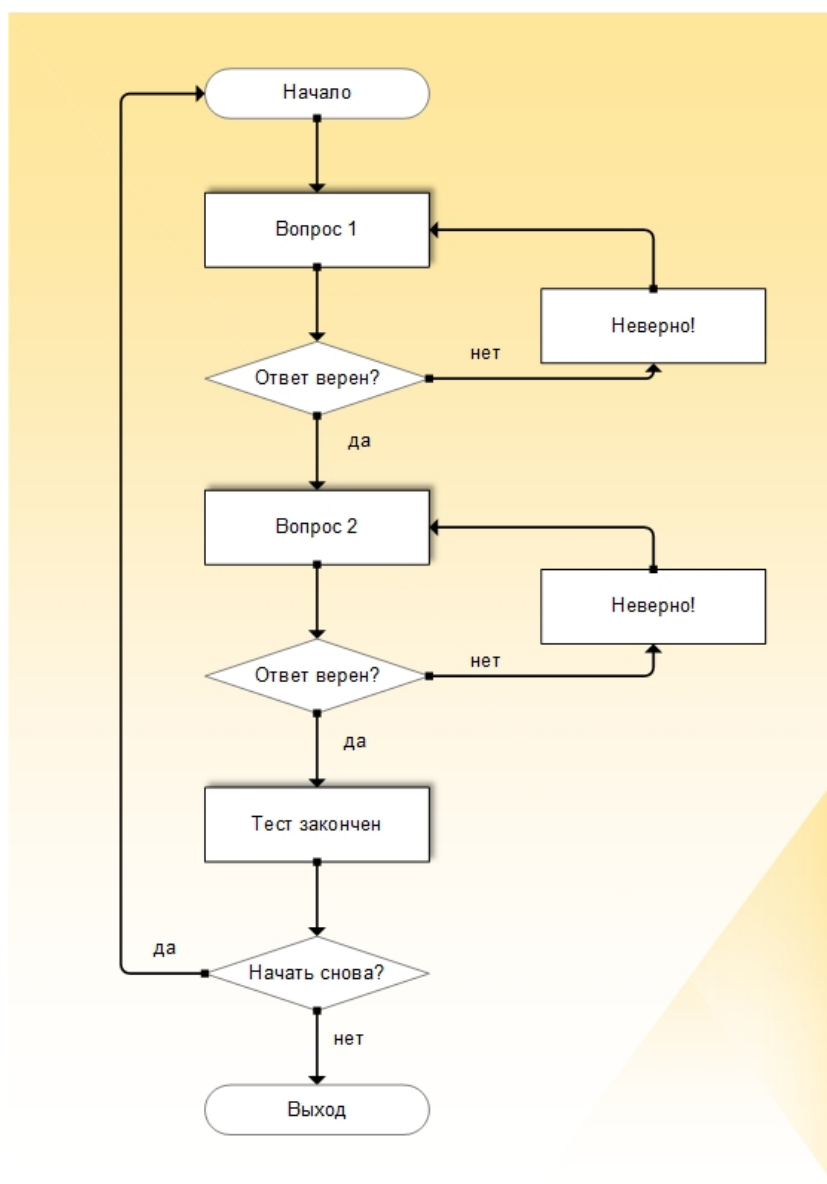 Начало
Вопрос 1
Неверно!
нет
Ответ верен?
да
Вопрос 2
Неверно!
нет
Ответ верен?
да
Тест закончен
да
Начать снова?
нет
Выход